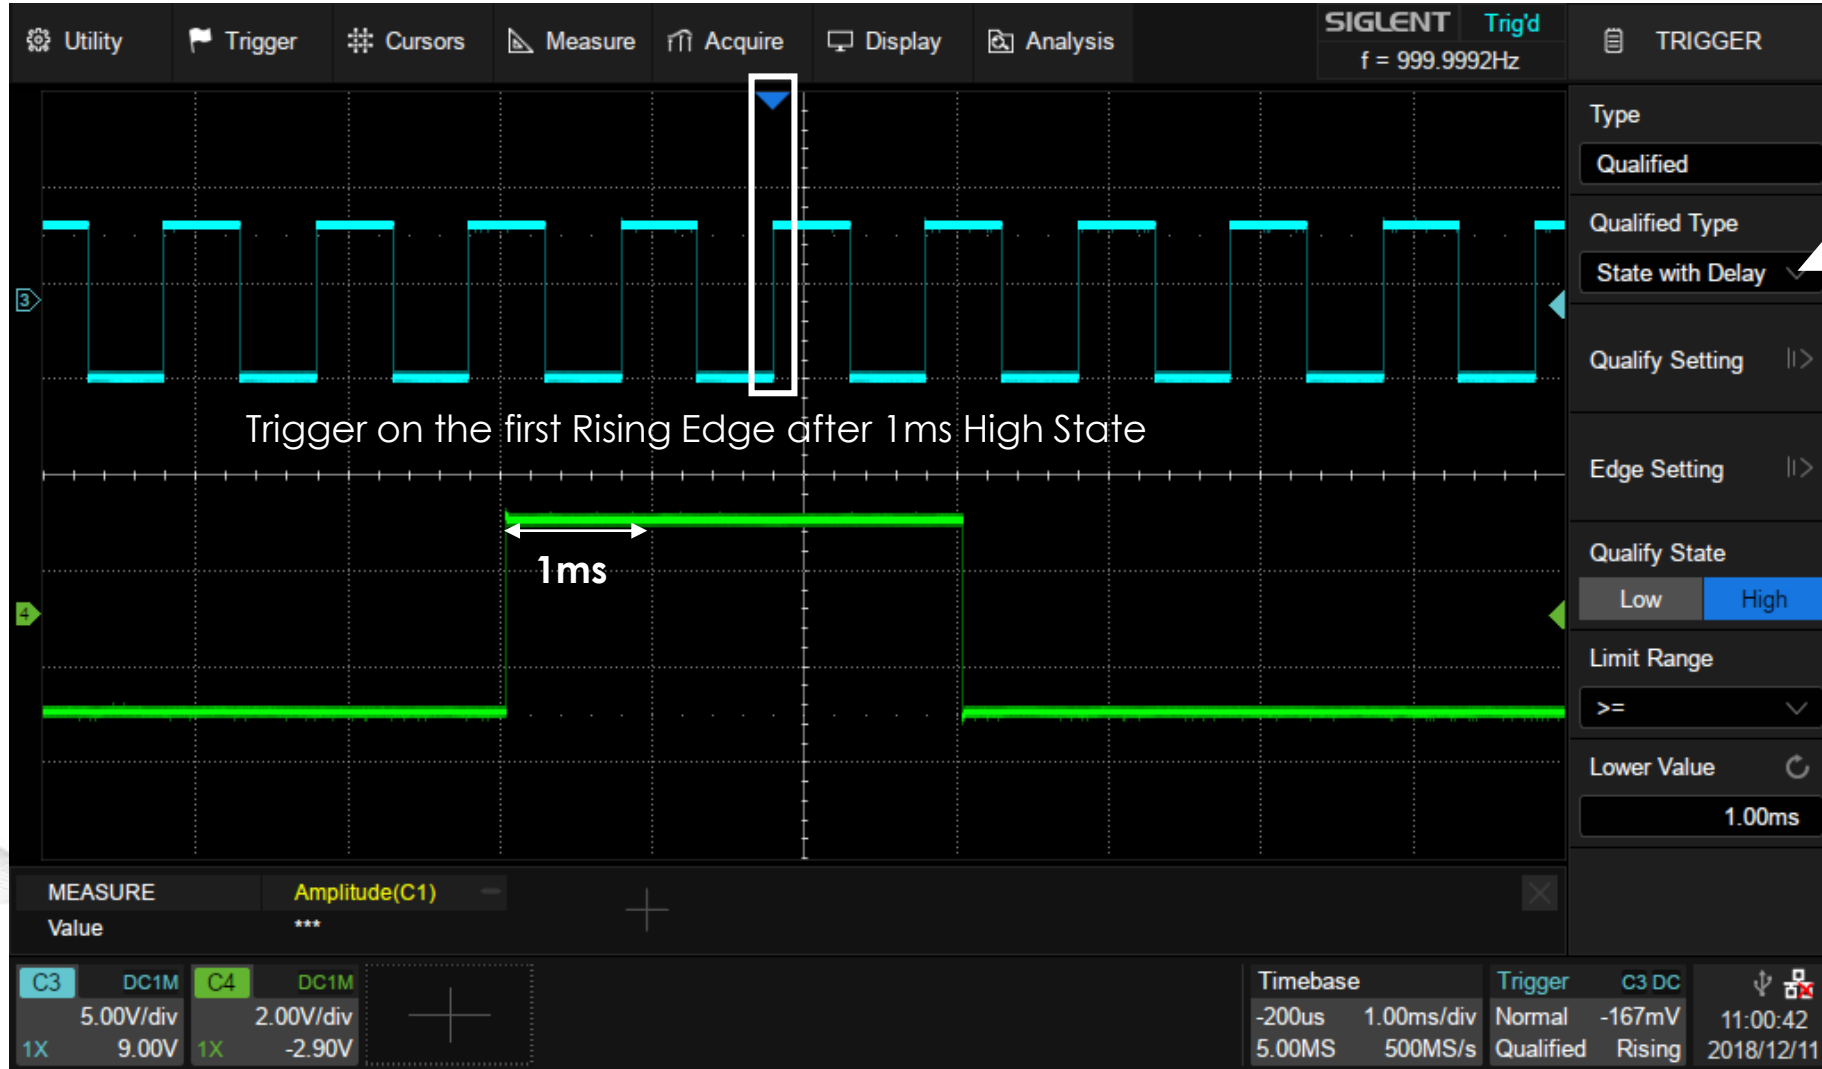 Utility Trigger Cursors Measure Acquire Display Analysis
SIGLENT Trig'd
f = 999.9992Hz
TRIGGER
Type
Qualified
Qualified Type
State with Delay
Qualify Setting
Edge Setting
Qualify State
Low High
Limit Range
>=
Lower Value
1.00ms
3
Trigger on the first Rising Edge after 1ms High State
1ms
4
MEASURE Amplitude(C1)
Value ***
C3 DC1M
5.00V/div
1X 9.00V
C4 DC1M
2.00V/div
1X -2.90V
Timebase
-200us 1.00ms/div
5.00MS 500MS/s
Trigger C3 DC
Normal -167mV
Qualified Rising
11:00:42
2018/12/11